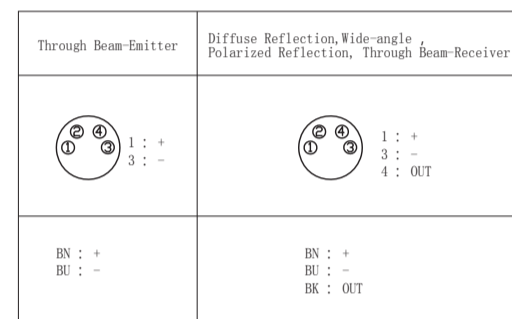 Through Beam-Emitter
Diffuse Reflection,Wide-angle ,
Polarized Reflection, Through Beam-Receiver
② ④
① ③
1 : +
3 : -
② ④
① ③
1 : +
3 : -
4 : OUT
BN : +
BU : -
BN : +
BU : -
BK : OUT